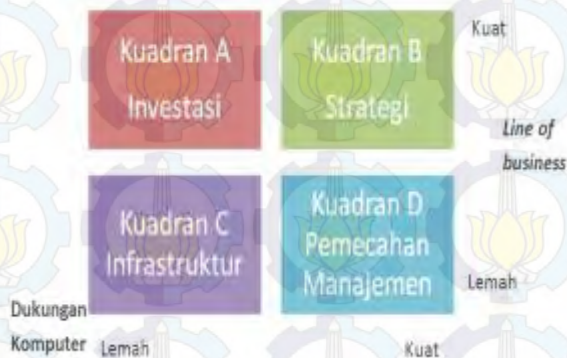 Kuadran A
Investasi
Kuadran B
Strategi
Kuat
Line of
business
Kuadran C
Infrastruktur
Kuadran D
Pemecahan
Manajemen
Lemah
Dukungan
Komputer
Lemah
Kuat